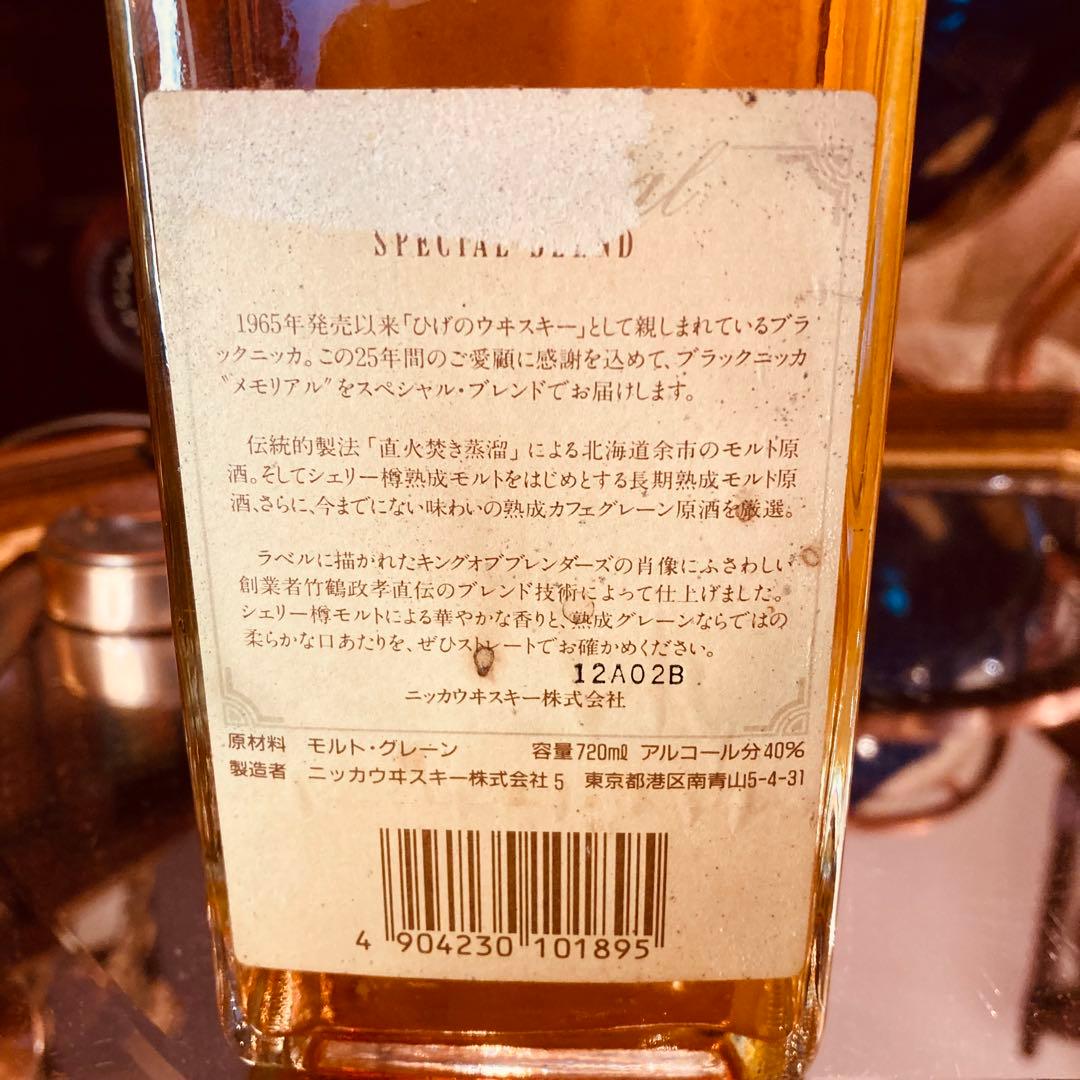 al
SPECIAL BLEND
1965年発売以来「ひげのウヰスキー」として親しまれているブラ
ックニッカ。この25年間のご愛顧に感謝を込めて、ブラックニッカ
〝メモリアル〟をスペシャル・ブレンドでお届けします。
伝統的製法「直火焚き蒸溜」による北海道余市のモルト原
酒。そしてシェリー樽熟成モルトをはじめとする長期熟成モルト原
酒、さらに、今までにない味わいの熟成カフェグレーン原酒を厳選。
ラベルに描かれたキングオブブレンダーズの肖像にふさわしい
創業者竹鶴政孝直伝のブレンド技術によって仕上げました。
シェリー樽モルトによる華やかな香りと、熟成グレーンならではの
柔らかな口あたりを、ぜひストレートでお確かめください。
12A02B
ニッカウヰスキー株式会社
原材料 モルト・グレーン 容量720ml アルコール分40%
製造者 ニッカウヰスキー株式会社5 東京都港区南青山5-4-31
4 904230 101895